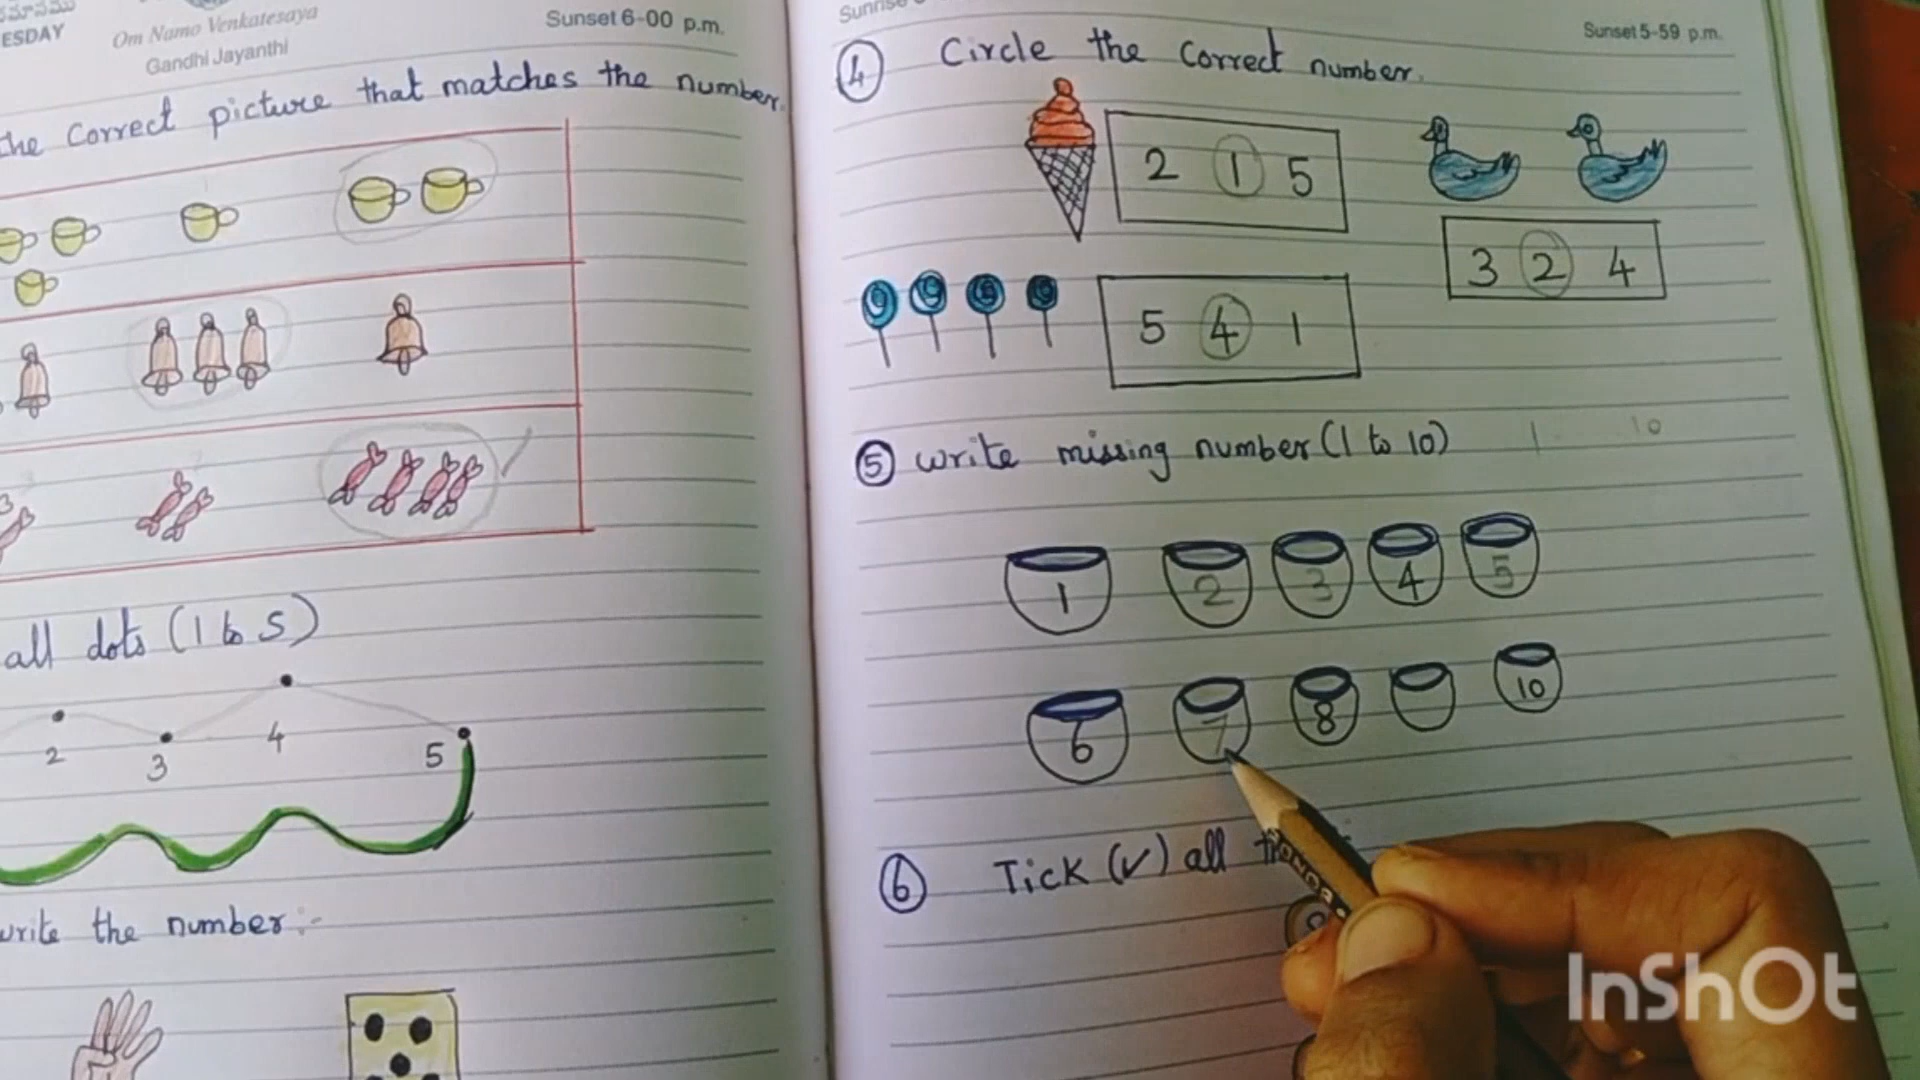 ESDAY
Om Namo Venkatesaya
Gandhi Jayanthi
Sunset 6-00 p.m.
the correct picture that matches the number.
all dots (1 to 5)
2
3
4
5
write the number:-
Sunset 5-59 p.m.
4 Circle the correct number.
2 1 5
3 2 4
5 4 1
5 write missing number (1 to 10) 1 10
1 2 3 4 5
6 7 8 10
6 Tick (✓) all
InShOt